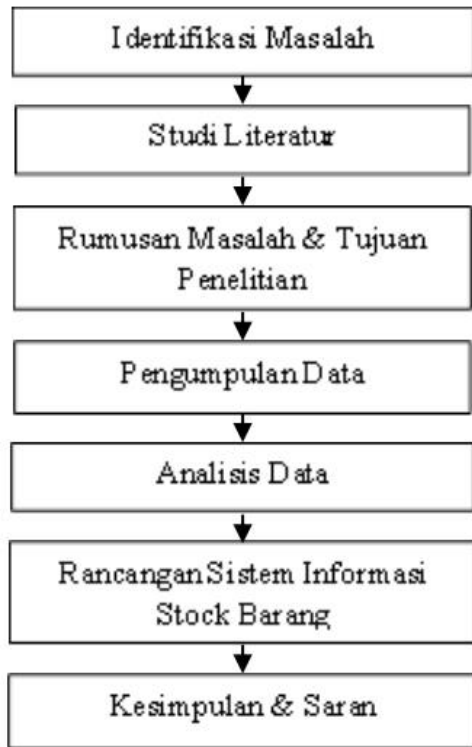 Identifikasi Masalah
Studi Literatur
Rumusan Masalah & Tujuan
Penelitian
Pengumpulan Data
Analisis Data
Rancangan Sistem Informasi
Stock Barang
Kesimpulan & Saran